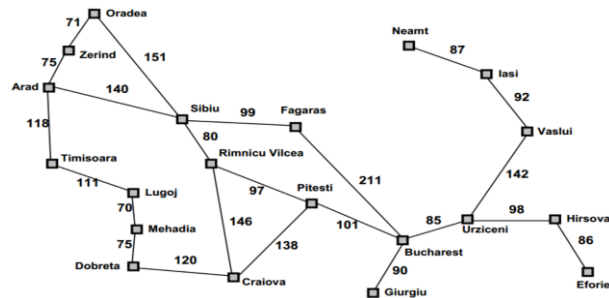 Oradea
71
Neamt
Zerind
87
75
151
Iasi
Arad
140
92
Sibiu
99
Fagaras
118
Vaslui
80
Timisoara
Rimnicu Vilcea
142
111
97
Pitesti
211
Lugoj
70
146
98
Hirsova
Mehadia
101
85
Urziceni
75
138
86
Bucharest
Dobreta
120
90
Eforie
Craiova
Giurgiu